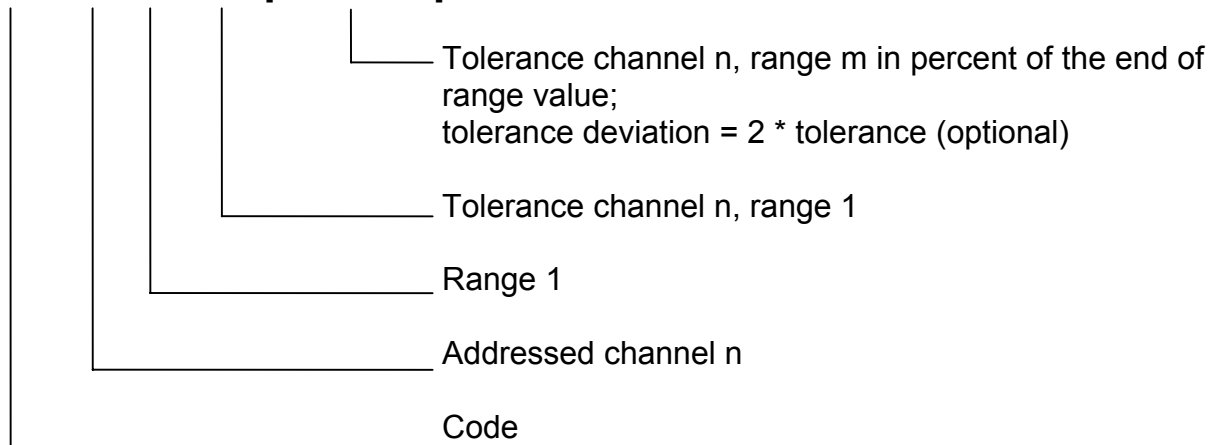 Tolerance channel n, range m in percent of the end of
range value;
tolerance deviation = 2 * tolerance (optional)
Tolerance channel n, range 1
Range 1
Addressed channel n
Code